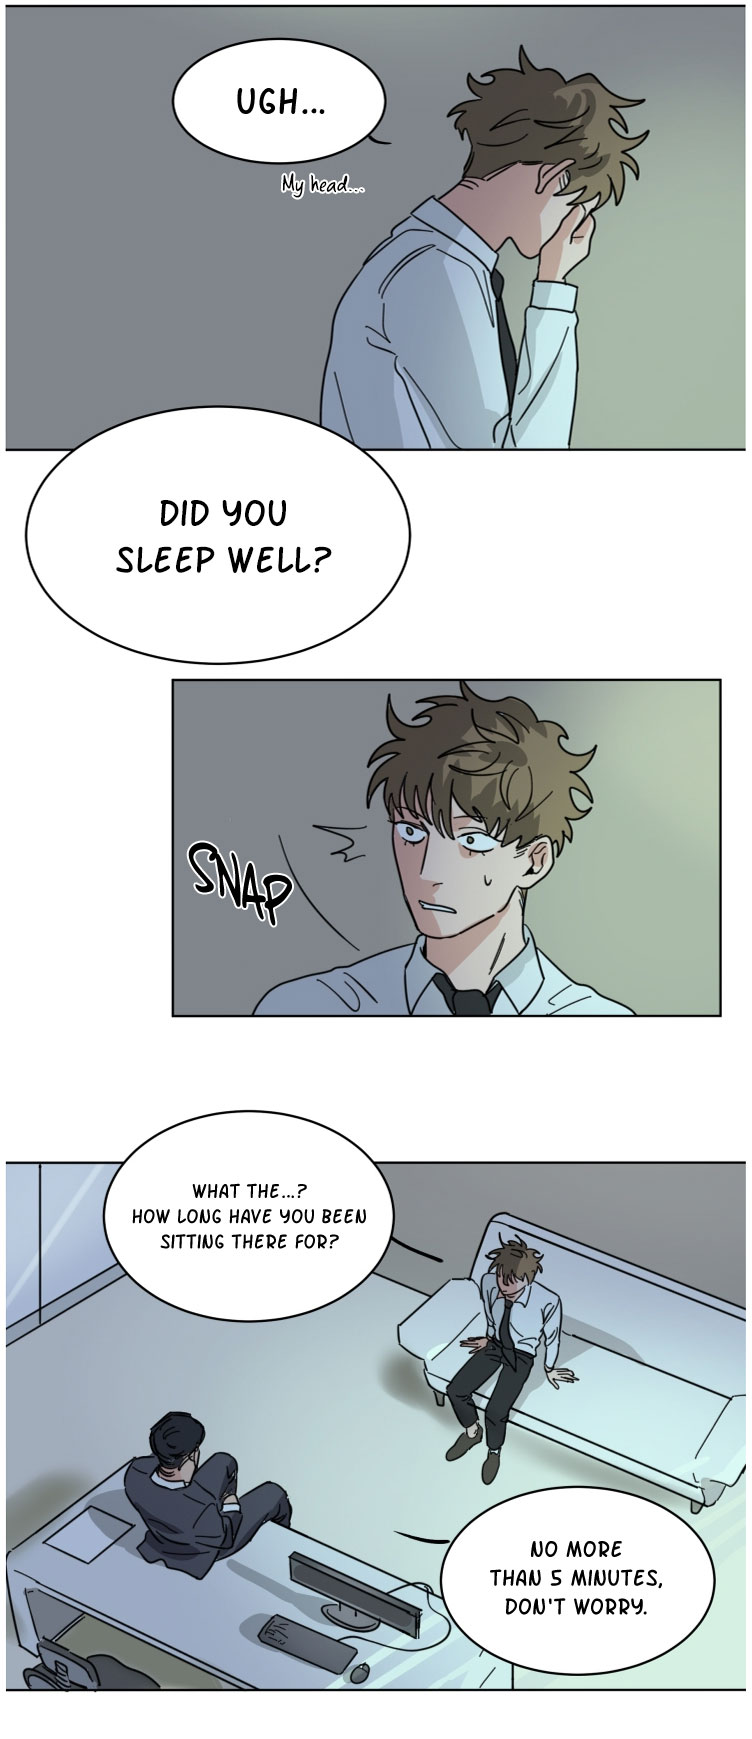 UGH...
My head...
DID YOU
SLEEP WELL?
SNAP
WHAT THE...?
HOW LONG HAVE YOU BEEN
SITTING THERE FOR?
NO MORE
THAN 5 MINUTES,
DON'T WORRY.